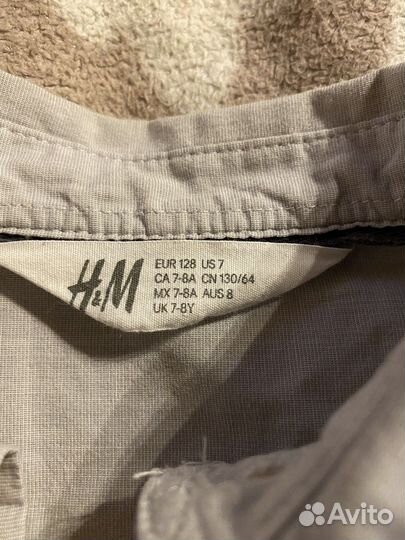 H&M
EUR 128 US 7
CA 7-8A CN 130/64
MX 7-8A AUS 8
UK 7-8Y
Avito